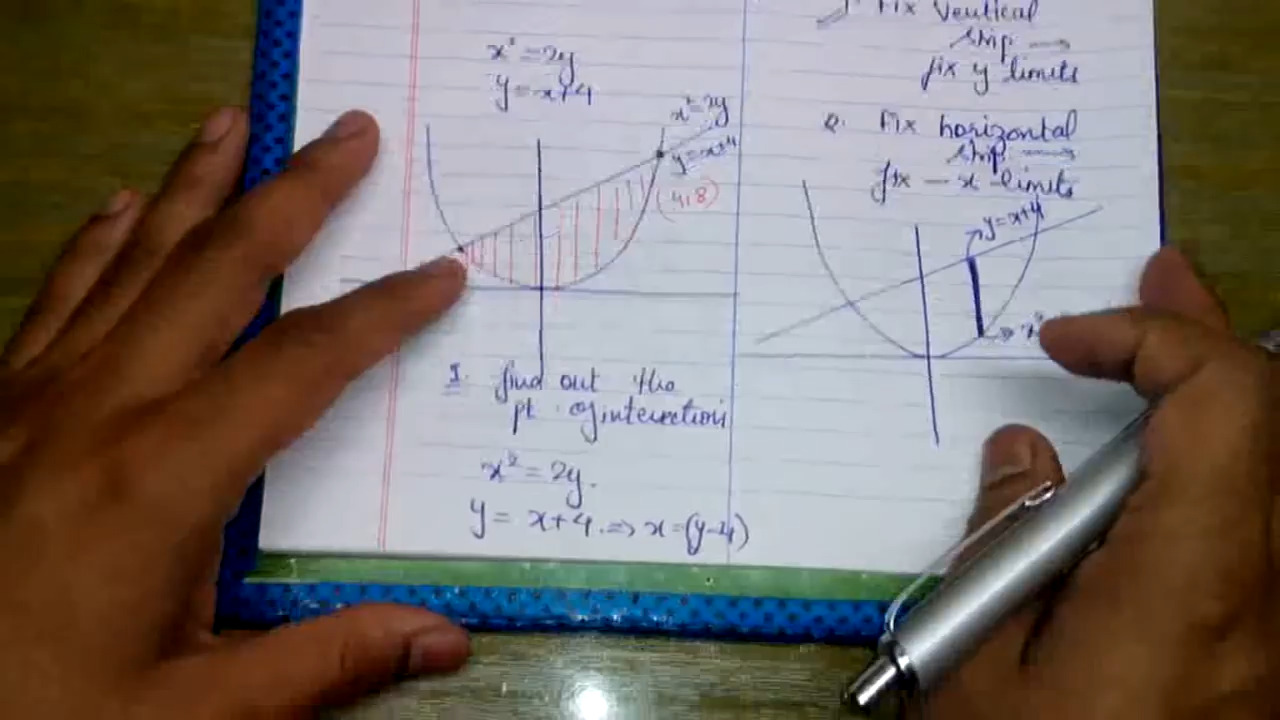 x² = 2y
y = x+4
x² = 2y
y = x+4
(4,8)
I. find out the
pt. of intersection
x² = 2y.
y = x+4. ⇒ x = (y-4)
1. Fix Vertical
strip →
fix y limits
2. Fix horizontal
strip →
fix - x - limits
y = x+4